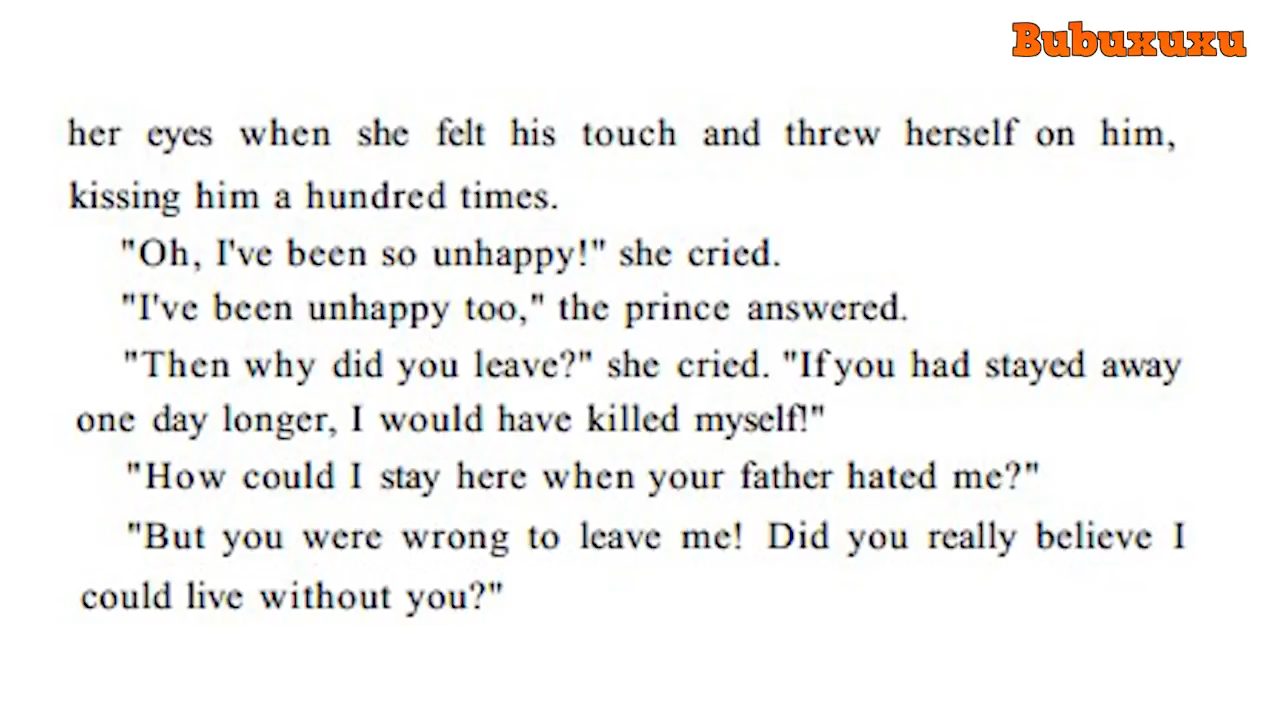 Bubuxuxu
her eyes when she felt his touch and threw herself on him,
kissing him a hundred times.
"Oh, I've been so unhappy!" she cried.
"I've been unhappy too," the prince answered.
"Then why did you leave?" she cried. "If you had stayed away
one day longer, I would have killed myself!"
"How could I stay here when your father hated me?"
"But you were wrong to leave me! Did you really believe I
could live without you?"